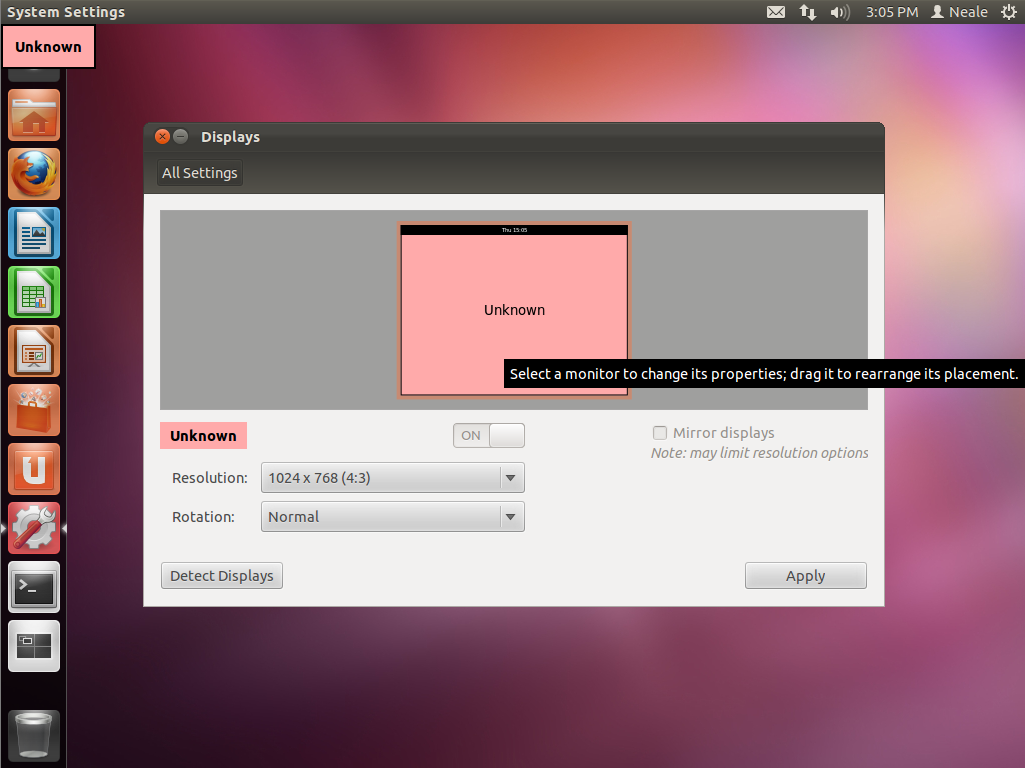 System Settings
3:05 PM
Neale
Unknown
Displays
All Settings
Thu 15:05
Unknown
Select a monitor to change its properties; drag it to rearrange its placement.
Unknown
ON
Mirror displays
Note: may limit resolution options
Resolution:
1024 x 768 (4:3)
Rotation:
Normal
Detect Displays
Apply